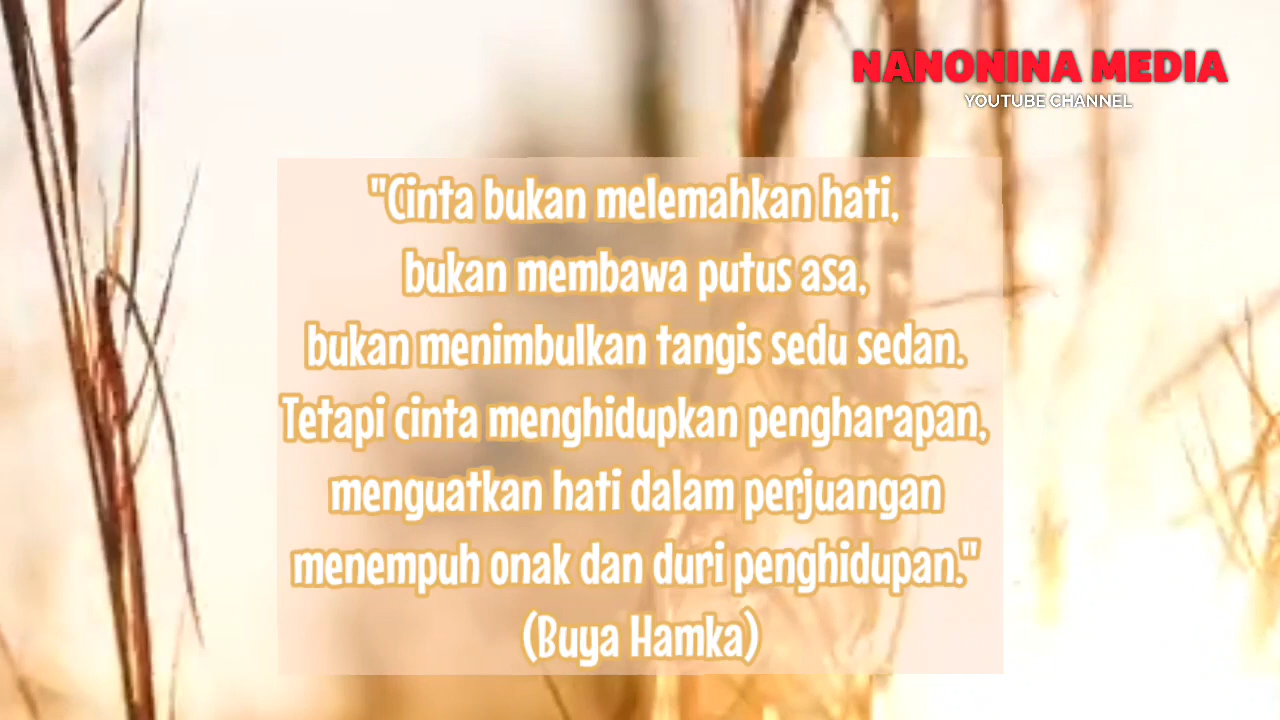 NANONINA MEDIA
YOUTUBE CHANNEL
"Cinta bukan melemahkan hati,
bukan membawa putus asa,
bukan menimbulkan tangis sedu sedan.
Tetapi cinta menghidupkan pengharapan,
menguatkan hati dalam perjuangan
menempuh onak dan duri penghidupan."
(Buya Hamka)